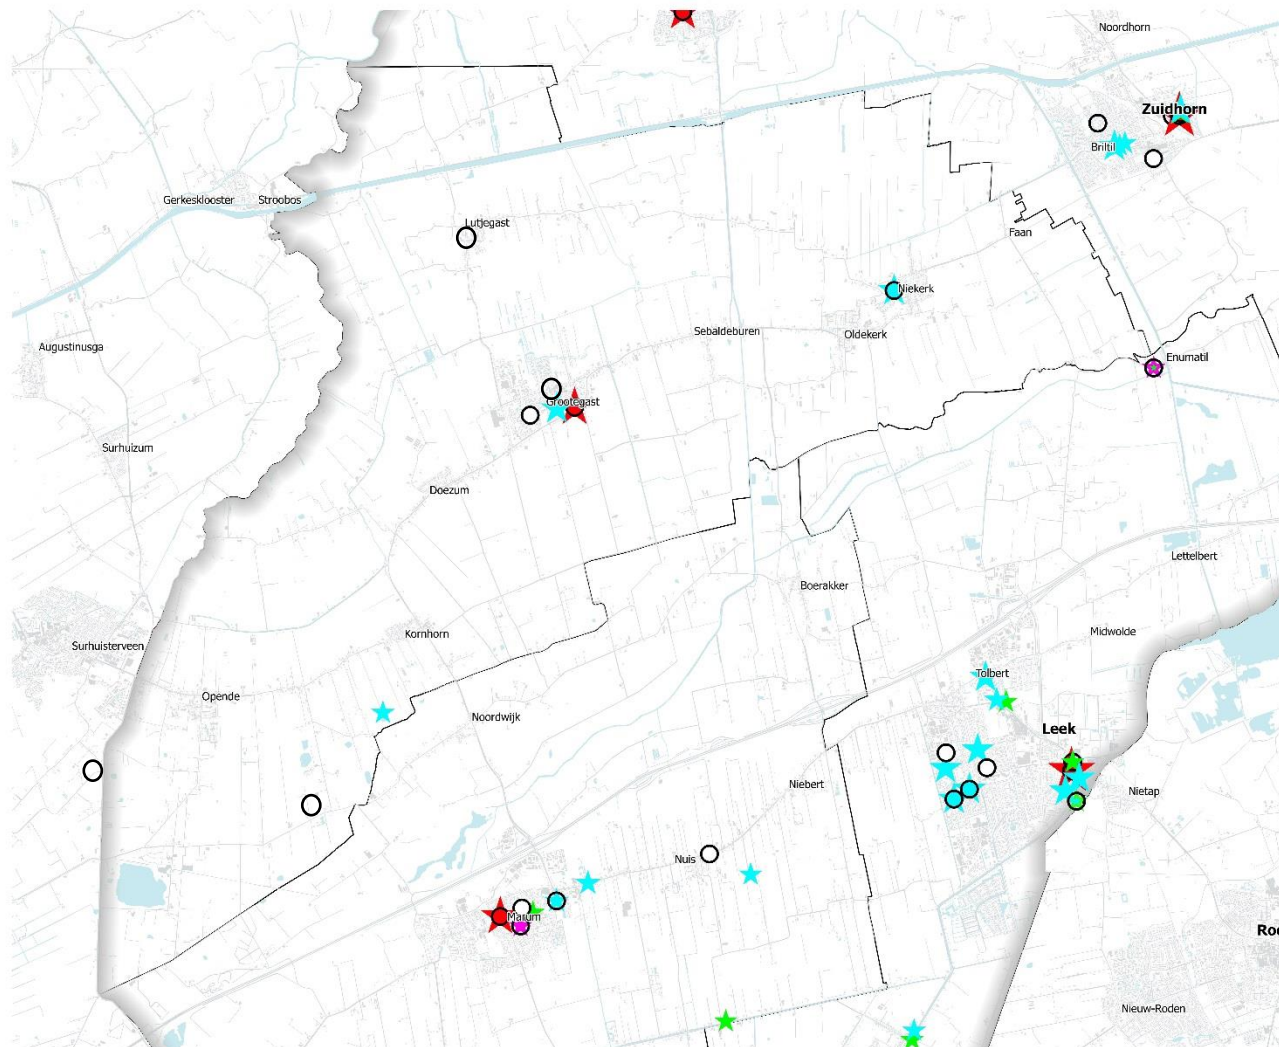 Noordhorn
Zuidhorn
Briltil
Gerkesklooster
Stroobos
Lutjegast
Faan
Niekerk
Sebaldeburen
Oldekerk
Augustinusga
Enumatil
Grootegast
Surhuizum
Doezum
Lettelbert
Boerakker
Kornhorn
Midwolde
Surhuisterveen
Tolbert
Opende
Noordwijk
Leek
Niebert
Nietap
Nuis
Marum
Nieuw-Roden